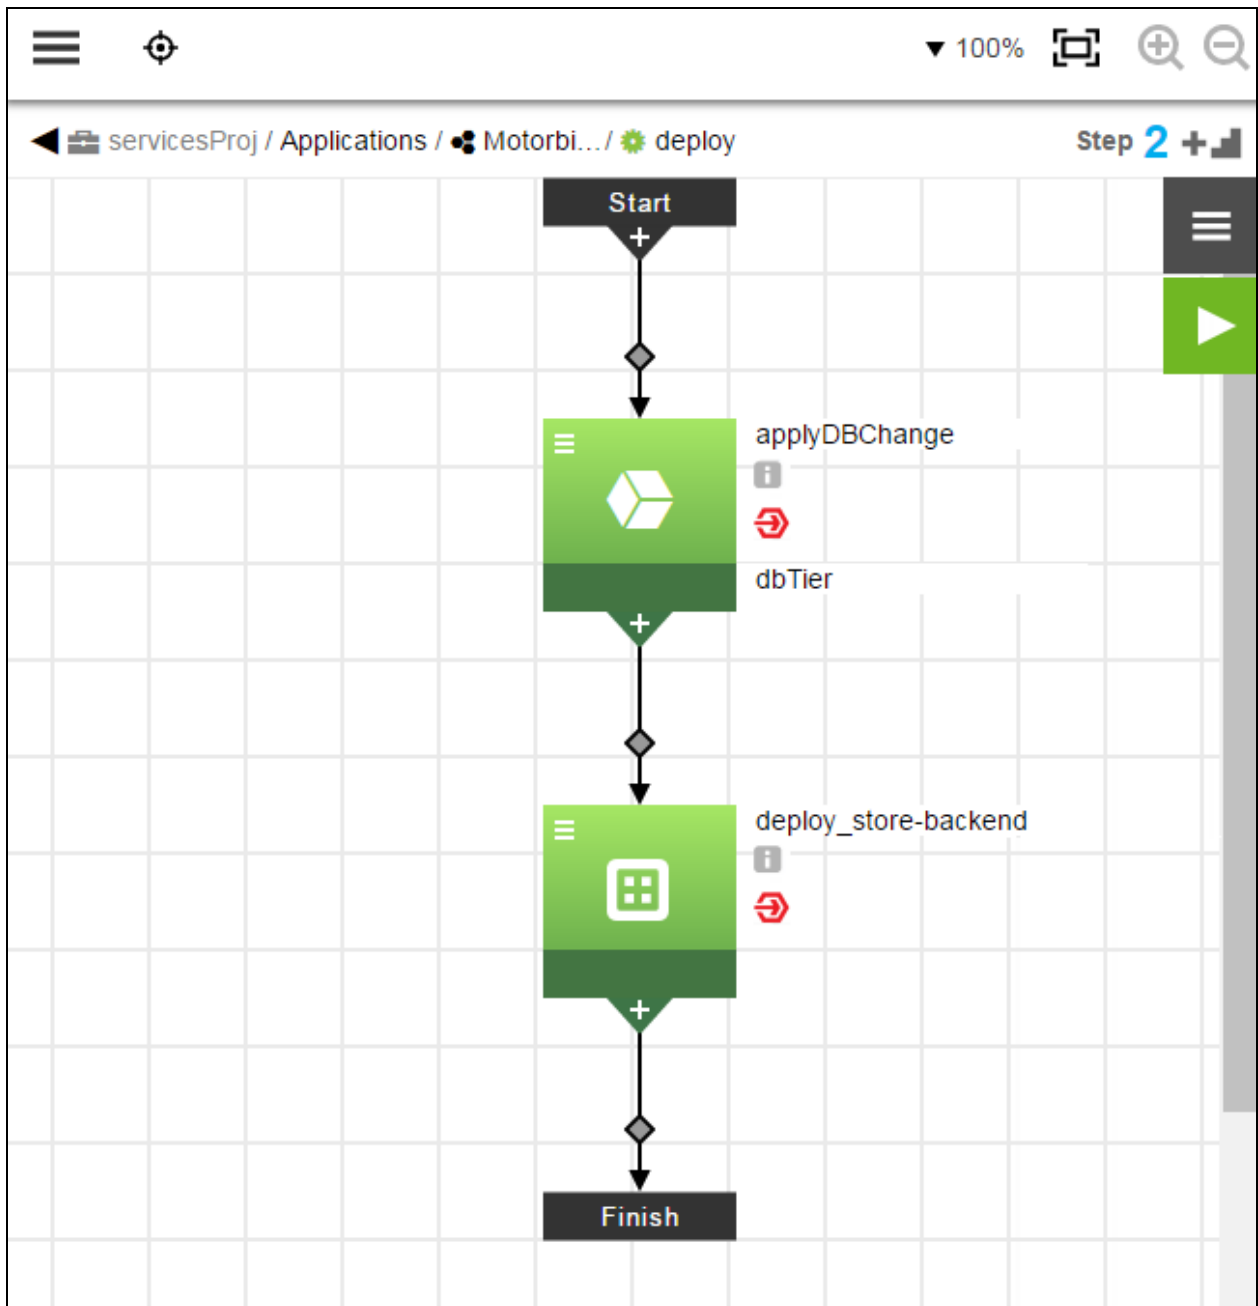 100%
servicesProj / Applications / Motorbi... / deploy
Step 2
Start
applyDBChange
dbTier
deploy_store-backend
Finish